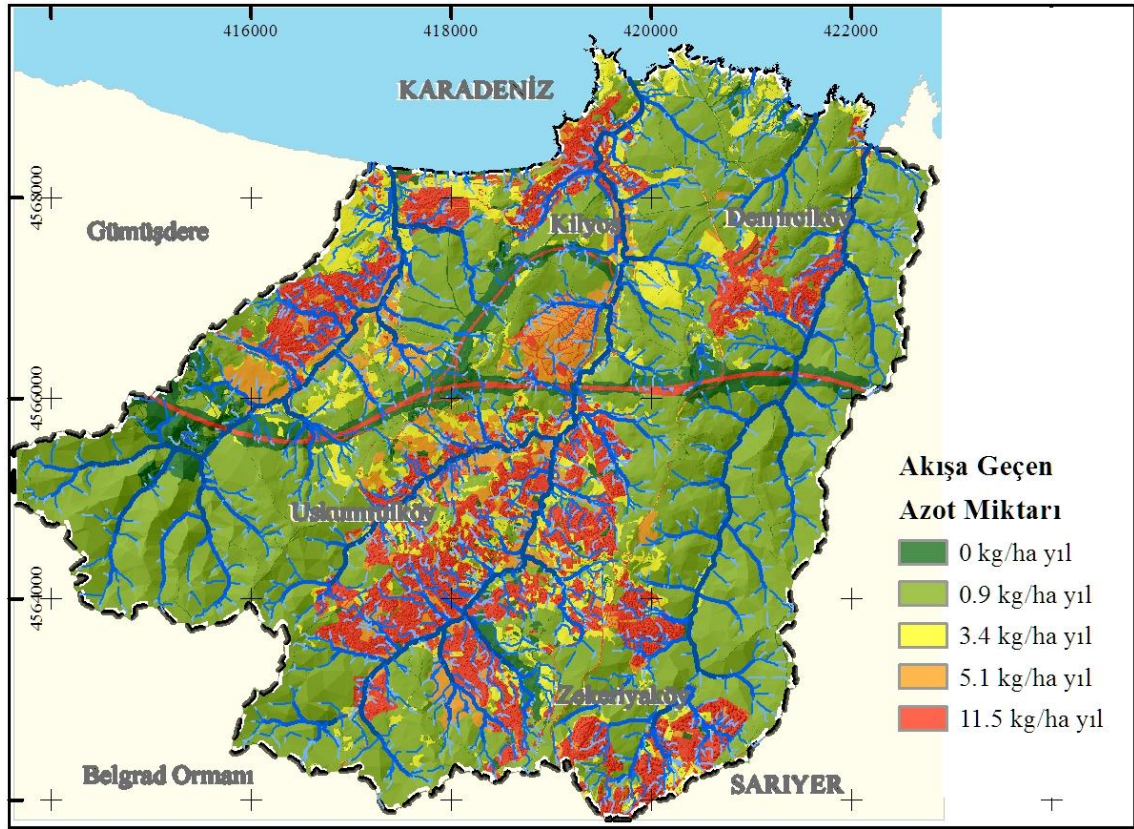 416000 418000 420000 422000
KARADENİZ
4568000
Gümüşdere
Kilyos
Demirciköy
4566000
Uskumruköy
4564000
Zekeriyaköy
Belgrad Ormanı
SARIYER
Akışa Geçen
Azot Miktarı
0 kg/ha yıl
0.9 kg/ha yıl
3.4 kg/ha yıl
5.1 kg/ha yıl
11.5 kg/ha yıl